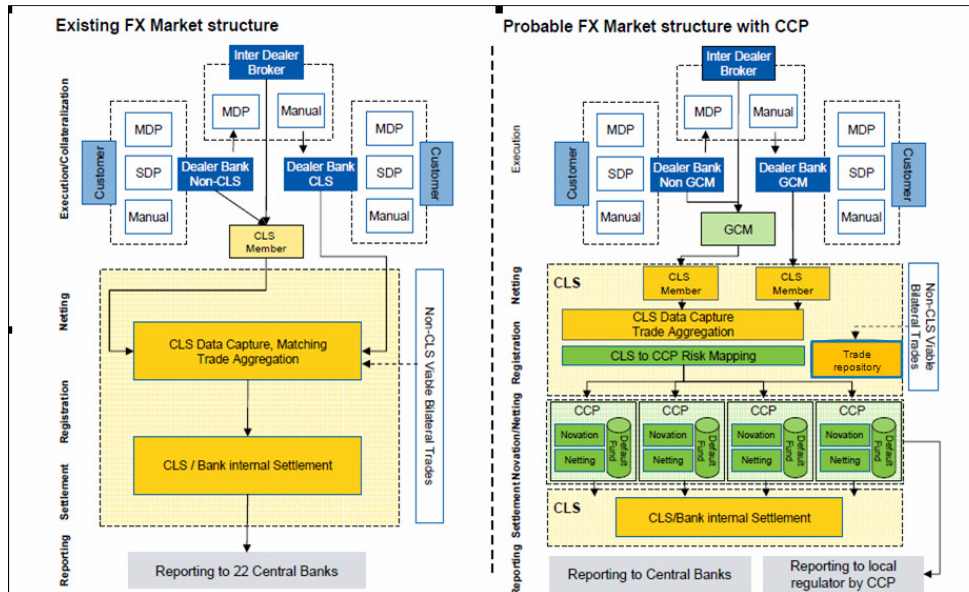 Existing FX Market structure
Inter Dealer
Broker
MDP
Manual
MDP
SDP
Manual
Customer
Dealer Bank
Non-CLS
Dealer Bank
CLS
MDP
SDP
Manual
Customer
CLS
Member
CLS Data Capture, Matching
Trade Aggregation
CLS / Bank internal Settlement
Non-CLS Viable Bilateral Trades
Reporting to 22 Central Banks
Execution/Collateralization
Netting
Registration
Settlement
Reporting
Probable FX Market structure with CCP
Inter Dealer
Broker
MDP
Manual
MDP
SDP
Manual
Customer
Dealer Bank
Non GCM
Dealer Bank
GCM
MDP
SDP
Manual
Customer
GCM
CLS
CLS
Member
CLS
Member
CLS Data Capture
Trade Aggregation
CLS to CCP Risk Mapping
Trade
repository
Non-CLS Viable
Bilateral Trades
CCP
Novation
Netting
Default
Fund
CCP
Novation
Netting
Default
Fund
CCP
Novation
Netting
Default
Fund
CCP
Novation
Netting
Default
Fund
CLS
CLS/Bank internal Settlement
Reporting to Central Banks
Reporting to local
regulator by CCP
Execution
Netting
Registration
Novation/Netting
Settlement
Reporting